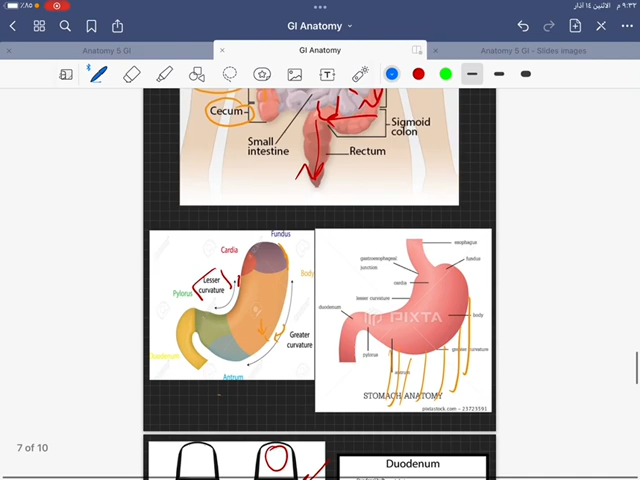 ٨٥٪
٩:٣٢ م الاثنين ١٤ آذار
GI Anatomy
Anatomy 5 GI
GI Anatomy
Anatomy 5 GI - Slides images
Cecum
Small
intestine
Sigmoid
colon
Rectum
Fundus
Cardia
Lesser
curvature
Body
Pylorus
Greater
curvature
Duodenum
Antrum
esophagus
gastroesophageal
junction
fundus
cardia
lesser curvature
duodenum
body
pylorus
greater curvature
antrum
PIXTA
STOMACH ANATOMY
pixtastock.com - 23723591
7 of 10
Duodenum